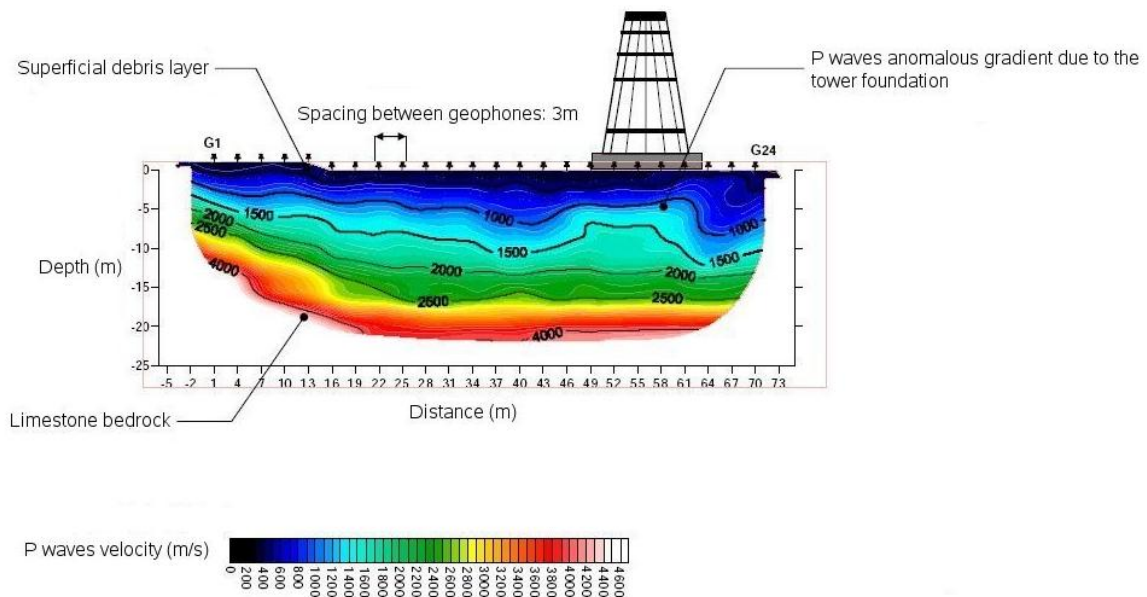 Superficial debris layer
P waves anomalous gradient due to the
tower foundation
Spacing between geophones: 3m
G1
G24
0
-5
-10
-15
-20
-25
Depth (m)
1000
1000
1500
1500
1500
2000
2000
2000
2500
2500
2500
4000
4000
-5 -2 1 4 7 10 13 16 19 22 25 28 31 34 37 40 43 46 49 52 55 58 61 64 67 70 73
Distance (m)
Limestone bedrock
P waves velocity (m/s)
0 200 400 600 800 1000 1200 1400 1600 1800 2000 2200 2400 2600 2800 3000 3200 3400 3600 3800 4000 4200 4400 4600